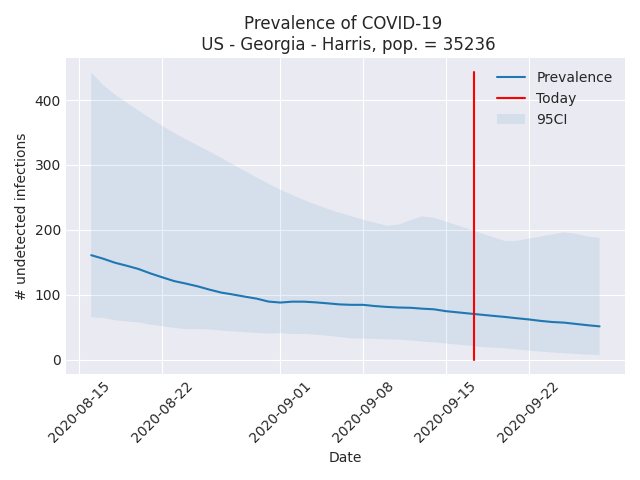 Prevalence of COVID-19
US - Georgia - Harris, pop. = 35236
Prevalence
Today
95CI
# undetected infections
400
300
200
100
0
2020-08-15
2020-08-22
2020-09-01
2020-09-08
2020-09-15
2020-09-22
Date